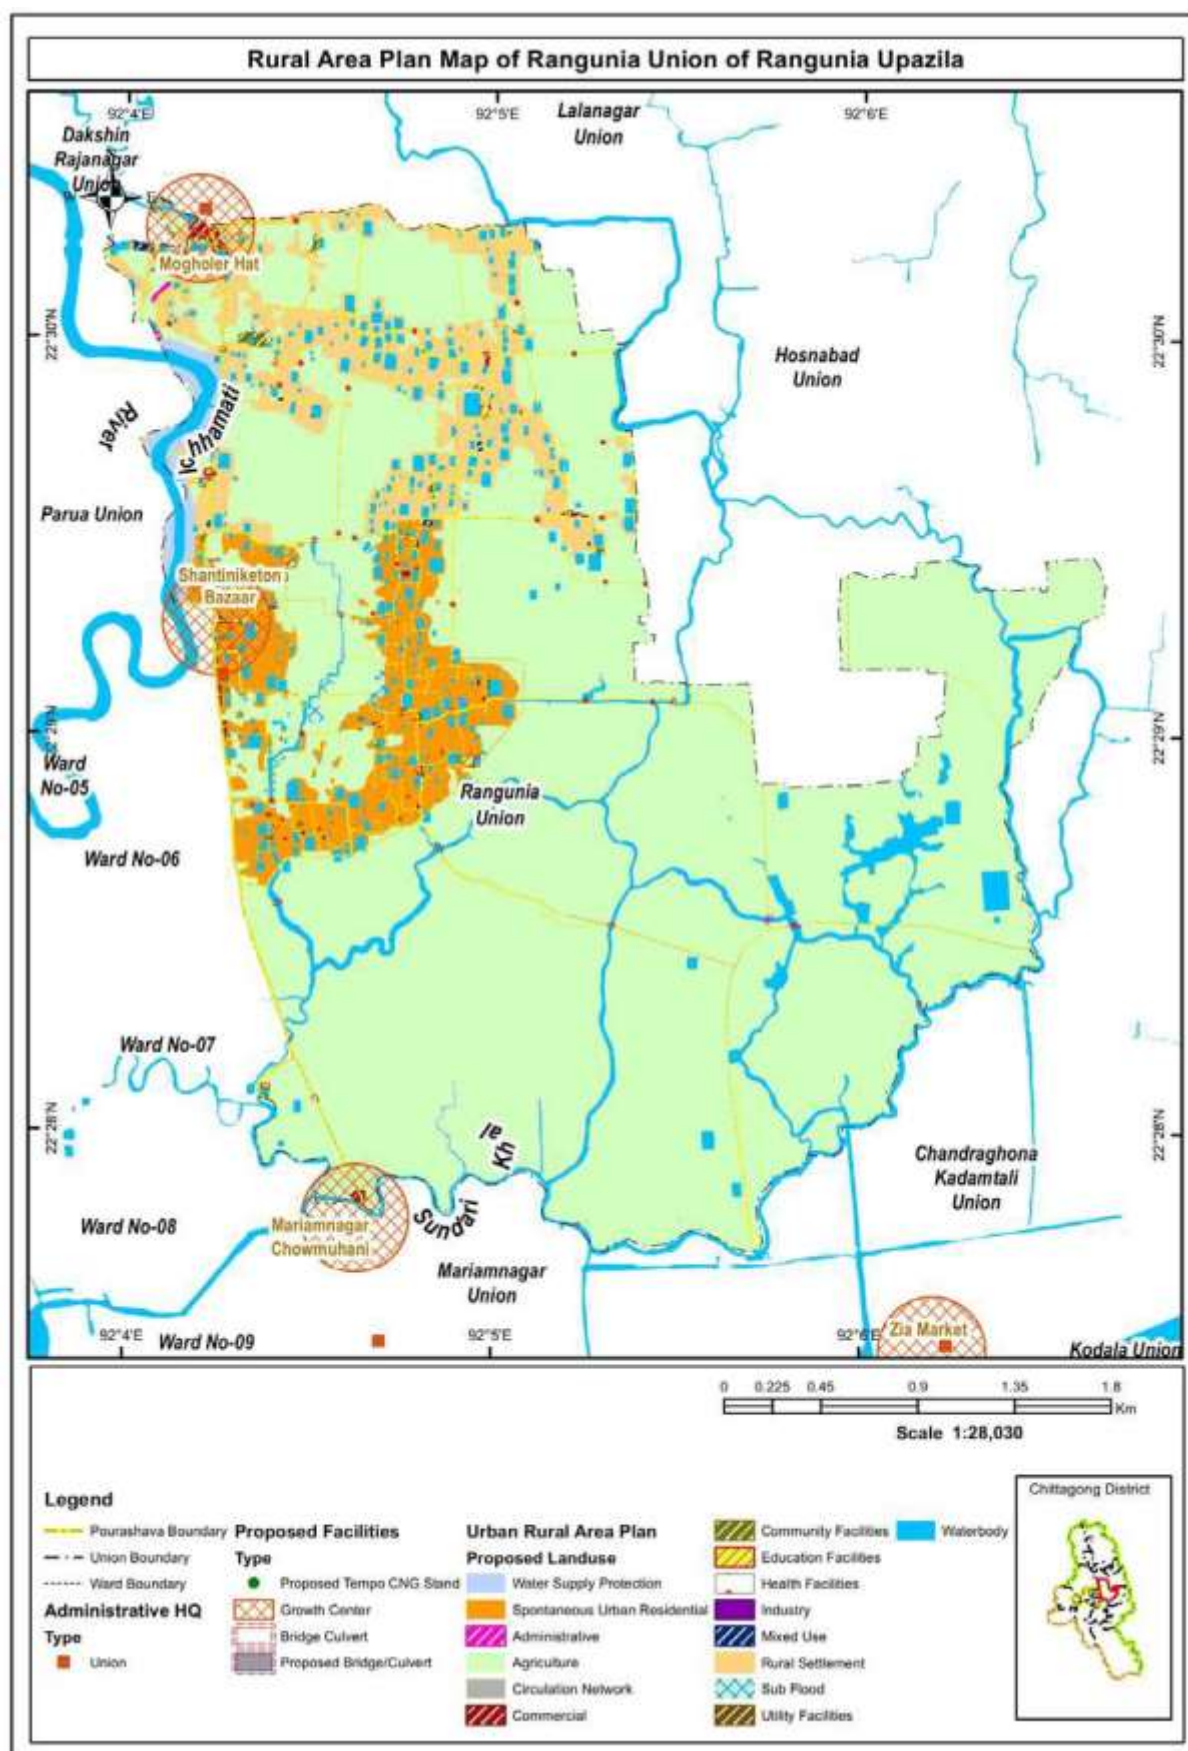 Rural Area Plan Map of Rangunia Union of Rangunia Upazila
92°4'E
92°5'E
92°6'E
Dakshin
Rajanagar
Union
Lalanagar
Union
Mogholer Hat
22°30'N
22°30'N
Hosnabad
Union
River
Ichhamati
Parua Union
Shantiniketon
Bazaar
22°29'N
22°29'N
Ward
No-05
Rangunia
Union
Ward No-06
Ward No-07
22°28'N
22°28'N
Khal
Sundari
Chandraghona
Kadamtali
Union
Ward No-08
Mariamnagar
Chowmuhani
Mariamnagar
Union
92°4'E
92°5'E
92°6'E
Ward No-09
Zia Market
Kodala Union
0 0.225 0.45 0.9 1.35 1.8
Km
Scale 1:28,030
Legend
Pourashava Boundary
Union Boundary
Ward Boundary
Administrative HQ
Type
Union
Proposed Facilities
Type
Proposed Tempo CNG Stand
Growth Center
Bridge Culvert
Proposed Bridge/Culvert
Urban Rural Area Plan
Proposed Landuse
Water Supply Protection
Spontaneous Urban Residential
Administrative
Agriculture
Circulation Network
Commercial
Community Facilities
Education Facilities
Health Facilities
Industry
Mixed Use
Rural Settlement
Sub Flood
Utility Facilities
Waterbody
Chittagong District